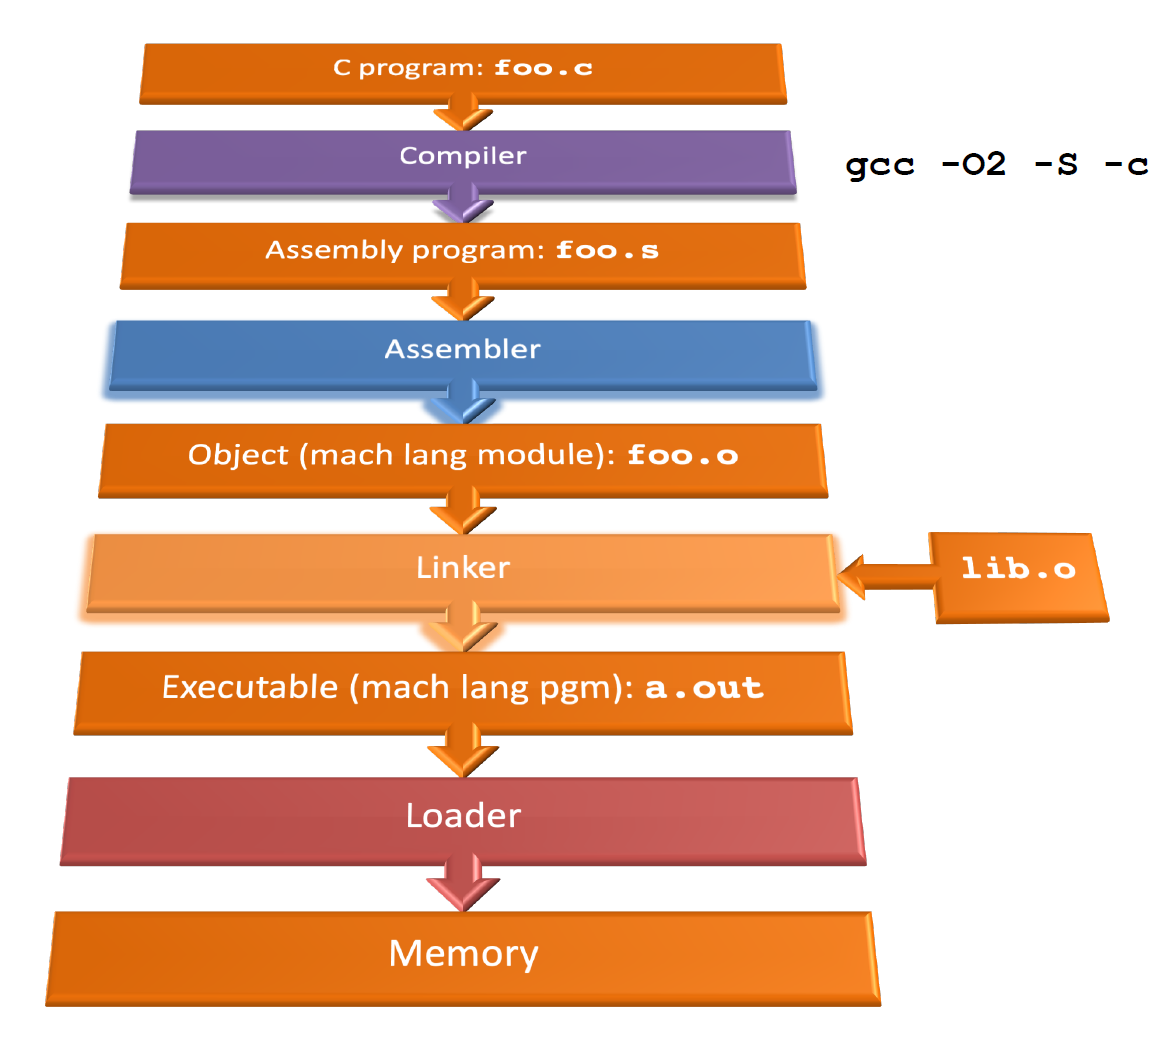 C program: foo.c
Compiler
gcc -O2 -S -c
Assembly program: foo.s
Assembler
Object (mach lang module): foo.o
Linker
lib.o
Executable (mach lang pgm): a.out
Loader
Memory